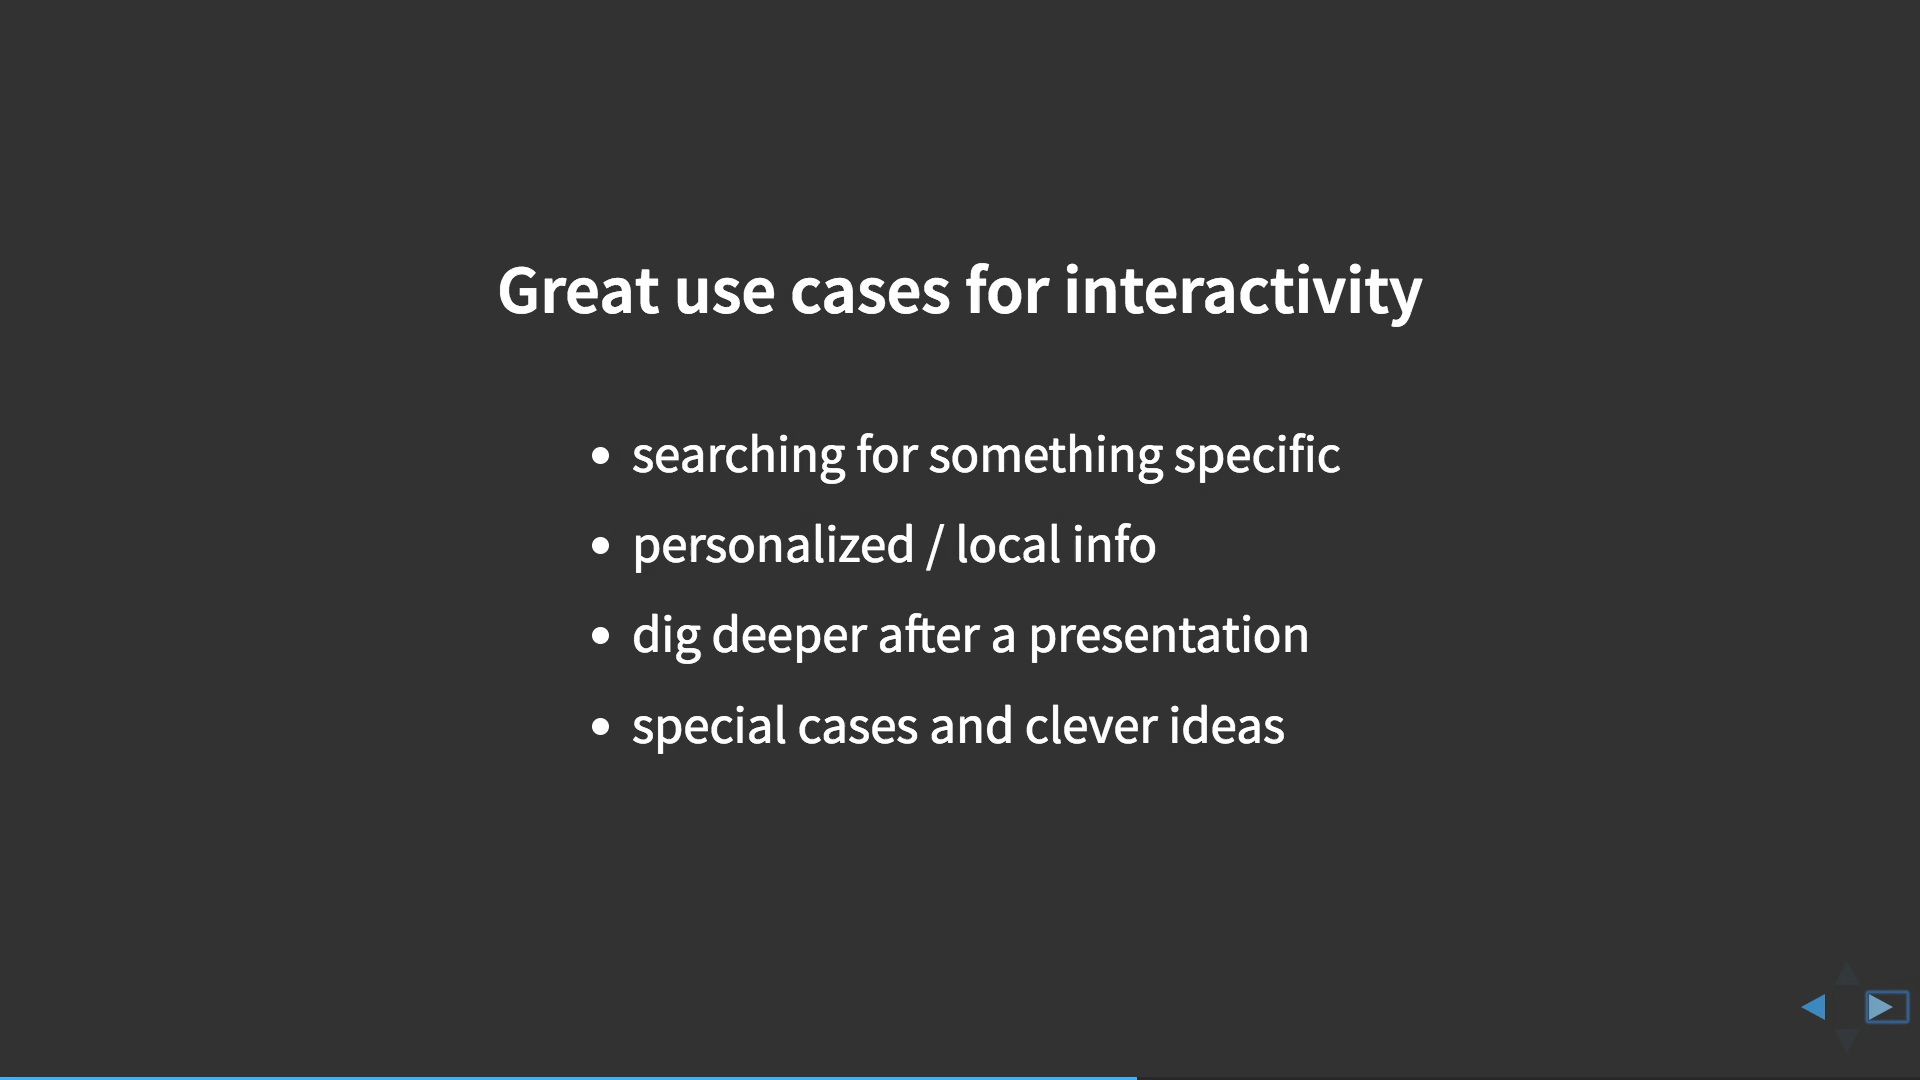 Great use cases for interactivity
searching for something specific
personalized / local info
dig deeper after a presentation
special cases and clever ideas